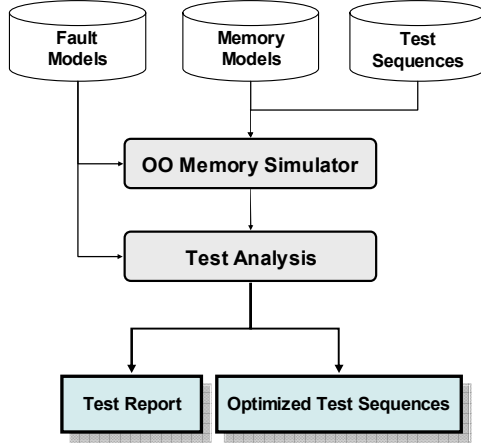 Fault
Models
Memory
Models
Test
Sequences
OO Memory Simulator
Test Analysis
Test Report
Optimized Test Sequences